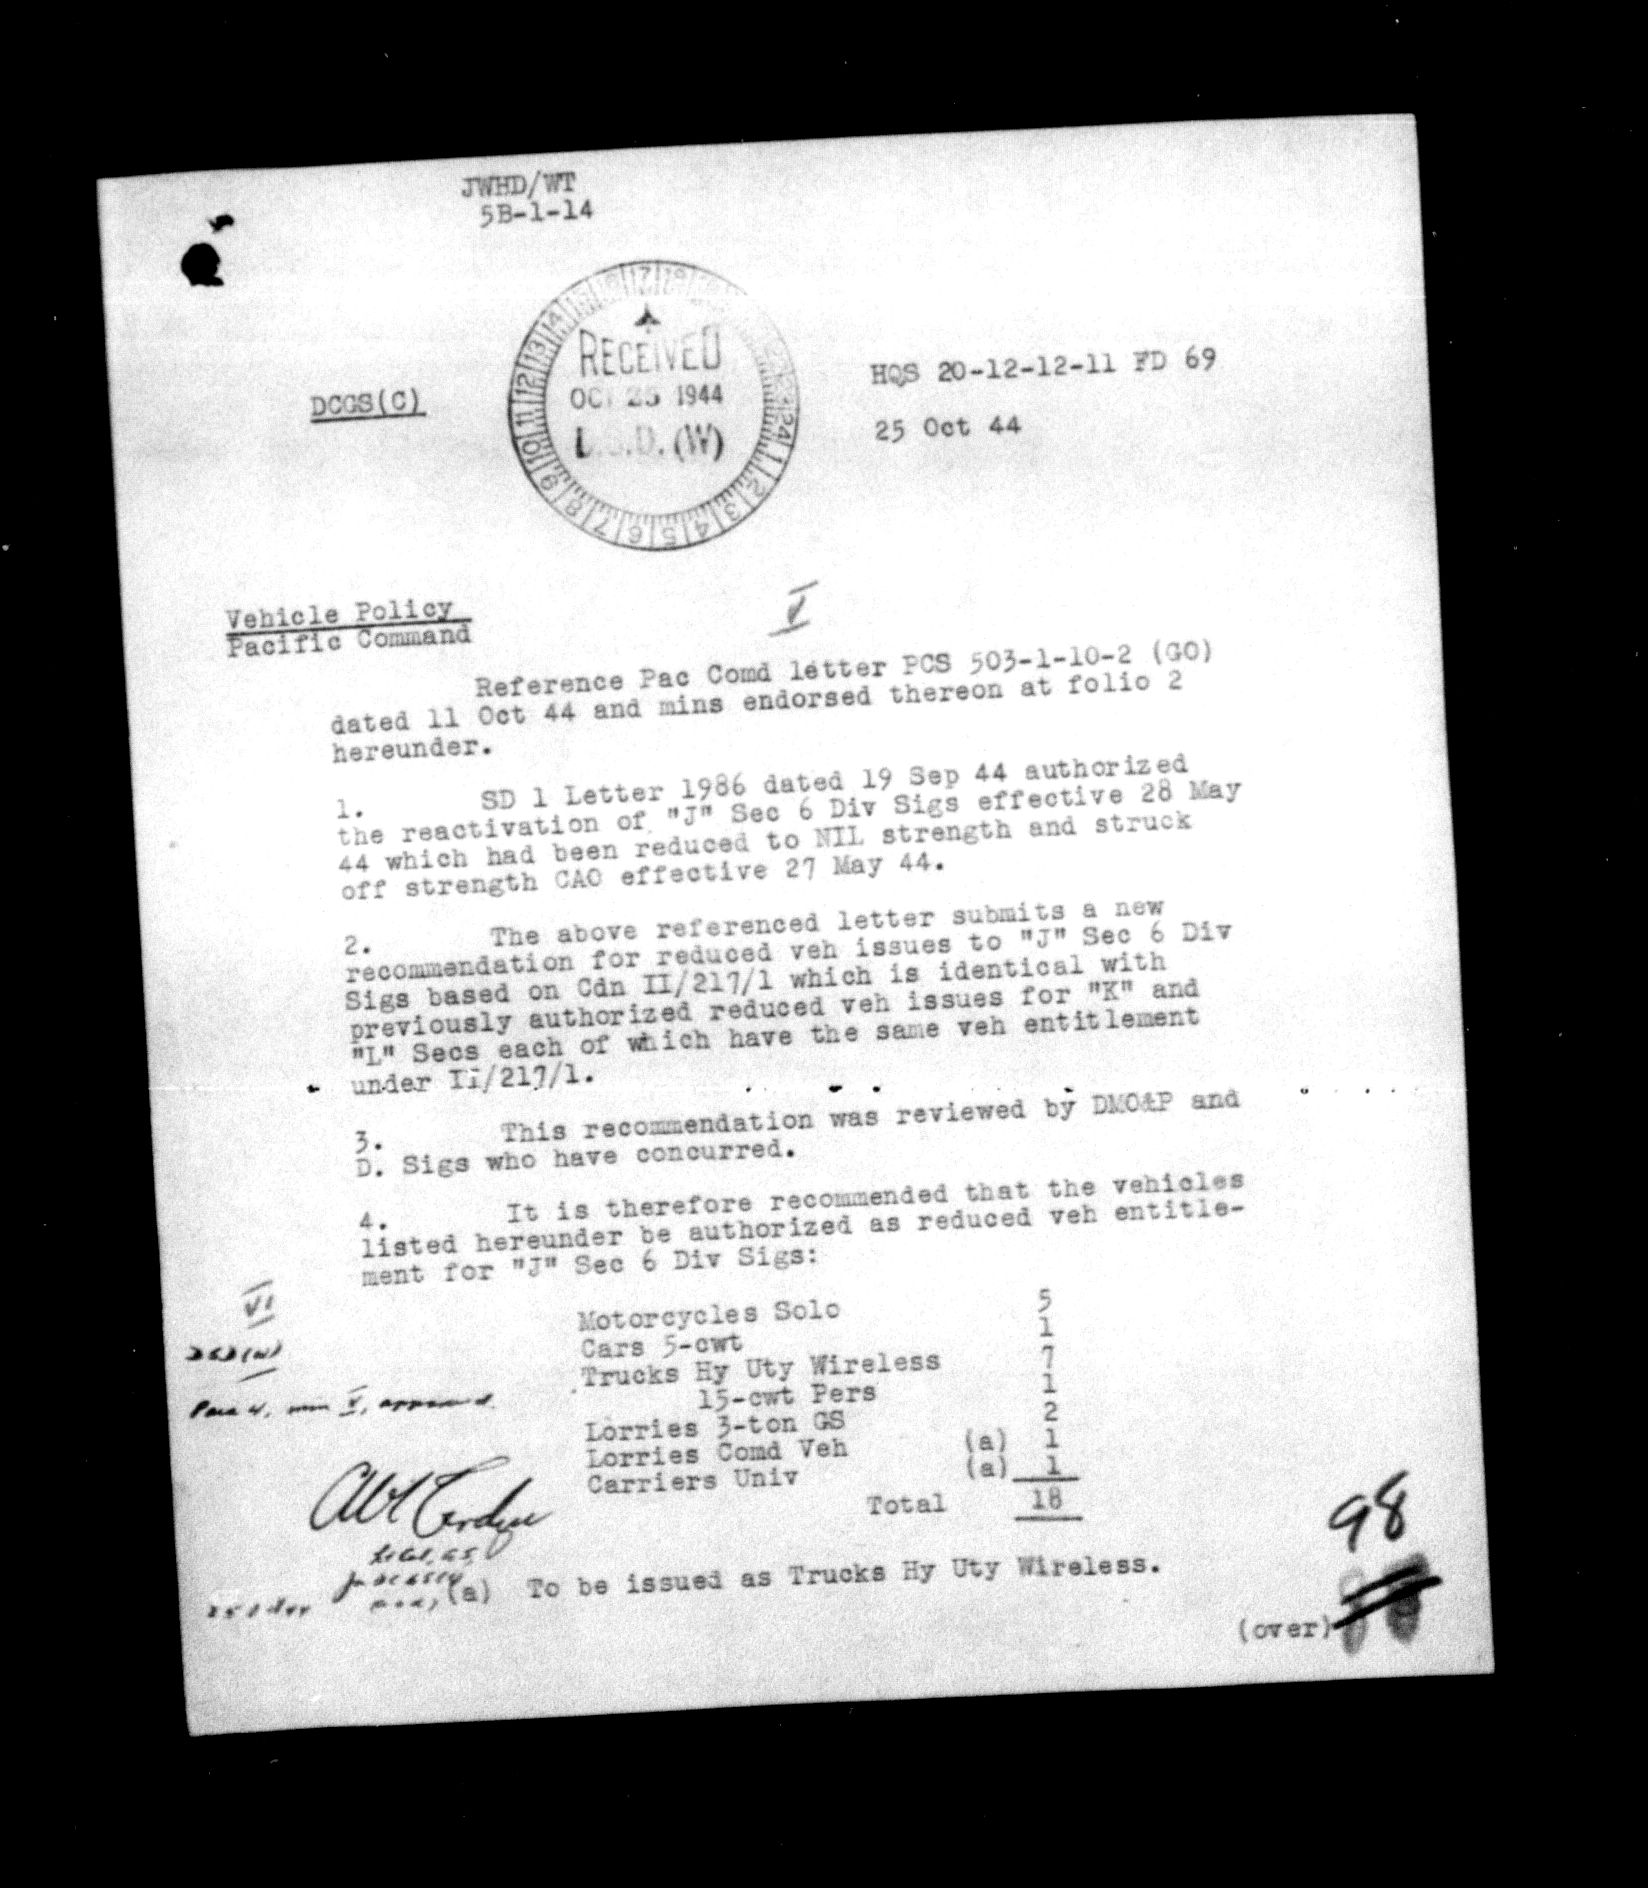 JWHD/WT
5B-1-14
RECEIVED
OCT 25 1944
D.S.D. (W)
HQS 20-12-12-11 FD 69
DCGS(C)
25 Oct 44
V
Vehicle Policy
Pacific Command
Reference Pac Comd letter PCS 503-1-10-2 (GO)
dated 11 Oct 44 and mins endorsed thereon at folio 2
hereunder.
1. SD 1 Letter 1986 dated 19 Sep 44 authorized
the reactivation of "J" Sec 6 Div Sigs effective 28 May
44 which had been reduced to NIL strength and struck
off strength CAO effective 27 May 44.
2. The above referenced letter submits a new
recommendation for reduced veh issues to "J" Sec 6 Div
Sigs based on Cdn II/217/1 which is identical with
previously authorized reduced veh issues for "K" and
"L" Secs each of which have the same veh entitlement
under II/217/1.
3. This recommendation was reviewed by DMO&P and
D. Sigs who have concurred.
4. It is therefore recommended that the vehicles
listed hereunder be authorized as reduced veh entitle-
ment for "J" Sec 6 Div Sigs:
VI
DSD(W)
Para 4, min V, approved.
Motorcycles Solo 5
Cars 5-cwt 1
Trucks Hy Uty Wireless 7
15-cwt Pers 1
Lorries 3-ton GS 2
Lorries Comd Veh (a) 1
Carriers Univ (a) 1
Total 18
Lt Col, GS,
(a) To be issued as Trucks Hy Uty Wireless.
98
(over)